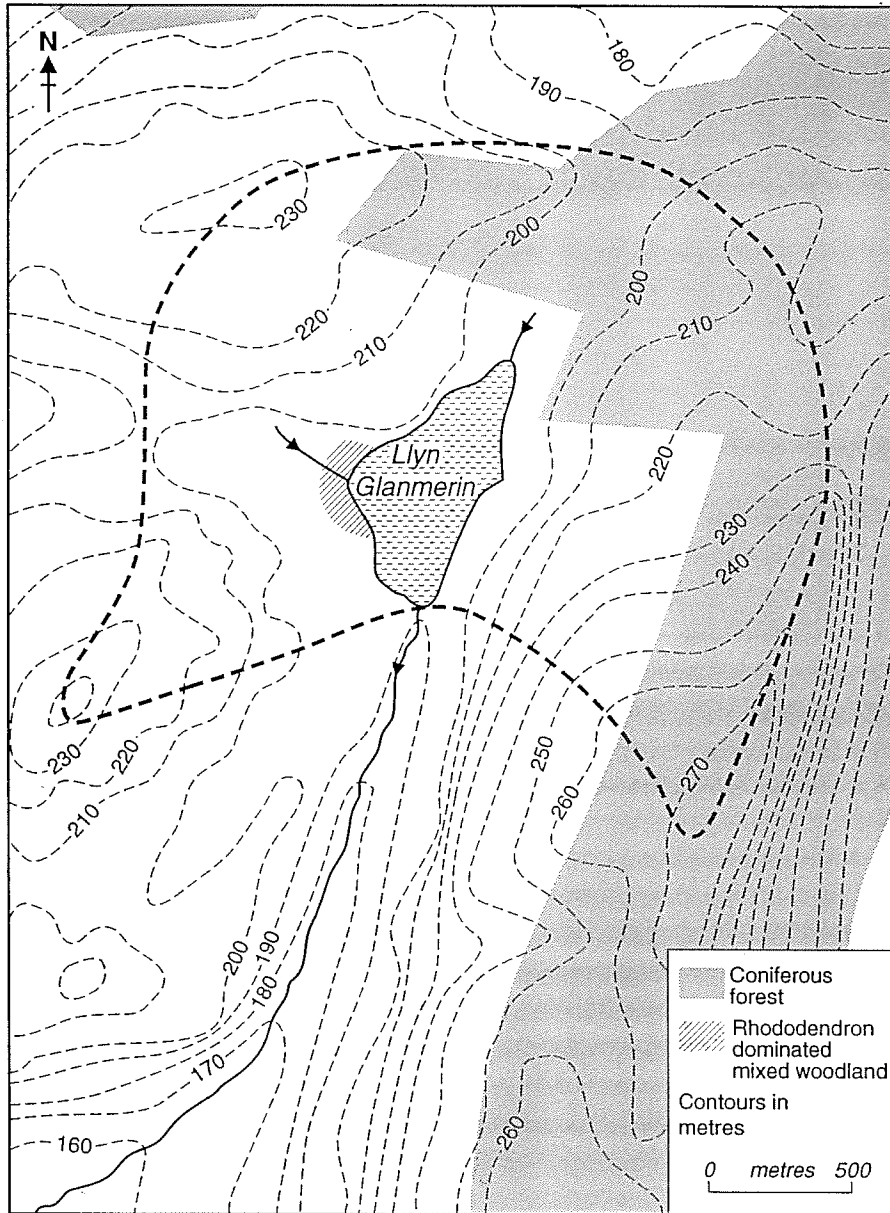 N
180
190
230
200
200
220
210
210
Llyn
Glanmerin
220
230
240
250
270
260
230
220
210
200
190
180
170
160
260
Coniferous
forest
Rhododendron
dominated
mixed woodland
Contours in
metres
0 metres 500